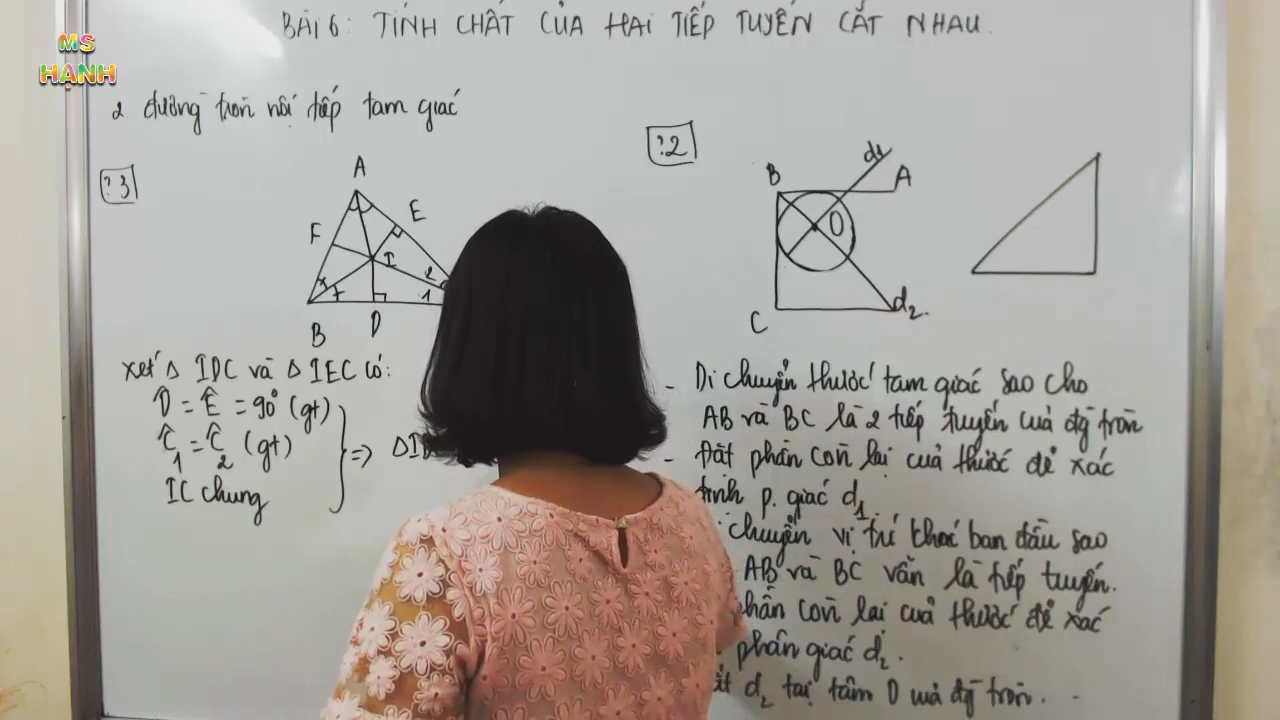 MS
HẠNH
BÀI 6: TÍNH CHẤT CỦA HAI TIẾP TUYẾN CẮT NHAU.
2 đường tròn nội tiếp tam giác
?3
A
F
E
I
2
1
B
D
xét Δ IDC và Δ IEC có:
D̂ = Ê = 90° (gt)
Ĉ1 = Ĉ2 (gt)
IC chung
=> ΔID
?2
d1
B
A
O
C
d2.
- Di chuyển thước tam giác sao cho
AB và BC là 2 tiếp tuyến của đg tròn
- Đặt phần còn lại của thước để xác
định p. giác d1
chuyển vị trí khác ban đầu sao
AB và BC vẫn là tiếp tuyến.
phần còn lại của thước để xác
phân giác d2.
d2 tại tâm O của đg tròn.